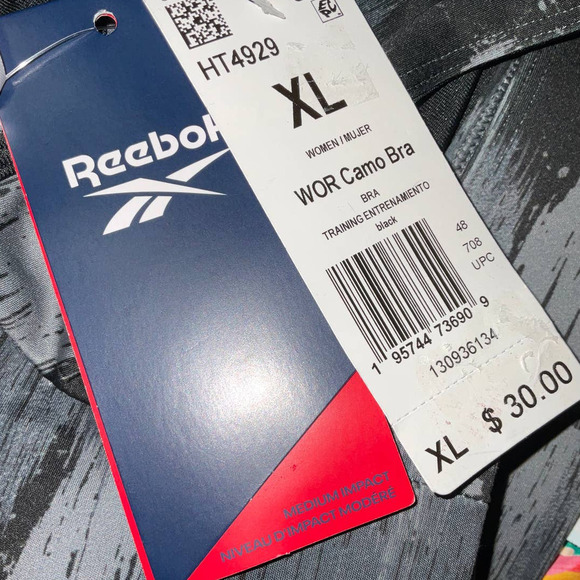 Reebok
MEDIUM IMPACT
NIVEAU D'IMPACT MODÉRÉ
HT4929
XL
WOMEN / MUJER
WOR Camo Bra
BRA
TRAINING ENTRENAMIENTO
black
48
708
UPC
1 95744 73690 9
130936134
XL $ 30.00